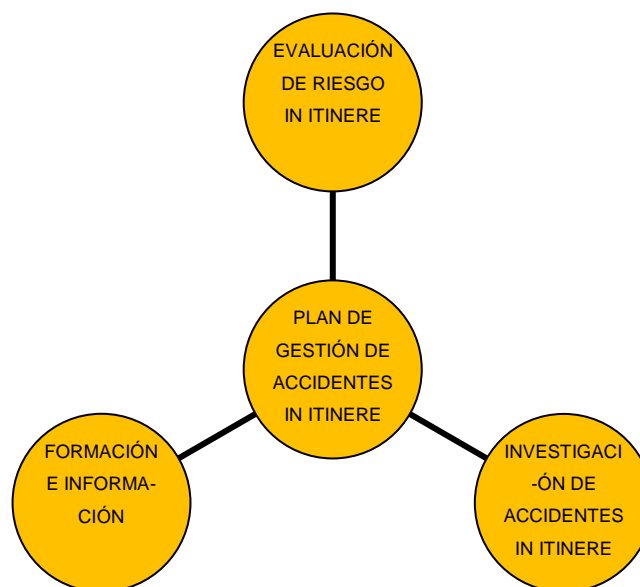 EVALUACIÓN
DE RIESGO
IN ITINERE
PLAN DE
GESTIÓN DE
ACCIDENTES
IN ITINERE
FORMACIÓN
E INFORMA-
CIÓN
INVESTIGACI
-ÓN DE
ACCIDENTES
IN ITINERE